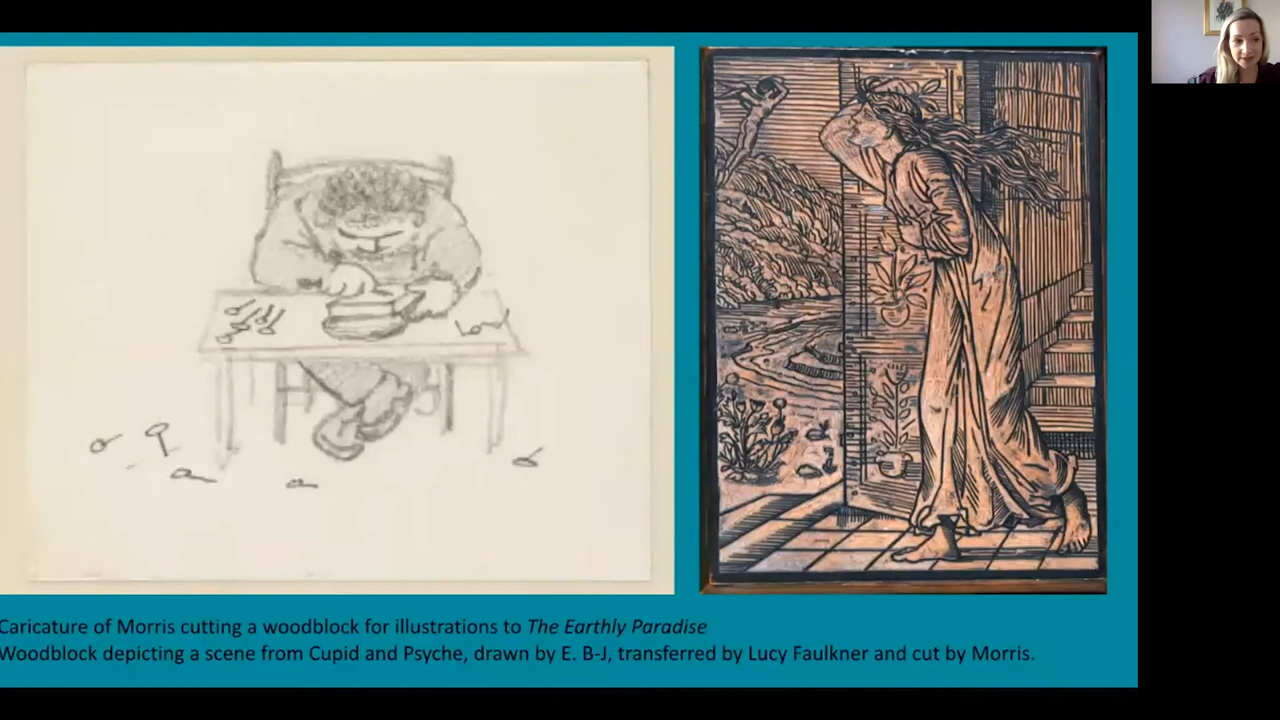 Caricature of Morris cutting a woodblock for illustrations to The Earthly Paradise
Woodblock depicting a scene from Cupid and Psyche, drawn by E. B-J, transferred by Lucy Faulkner and cut by Morris.